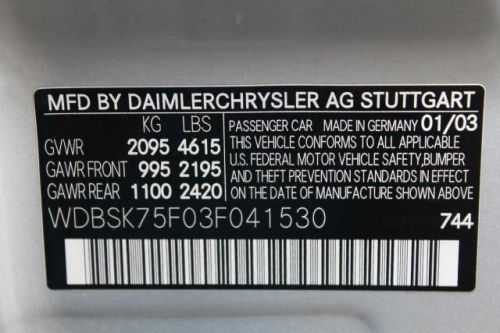 MFD BY DAIMLERCHRYSLER AG STUTTGART
KG LBS
GVWR 2095 4615
GAWR FRONT 995 2195
GAWR REAR 1100 2420
PASSENGER CAR MADE IN GERMANY 01/03
THIS VEHICLE CONFORMS TO ALL APPLICABLE
U.S. FEDERAL MOTOR VEHICLE SAFETY, BUMPER
AND THEFT PREVENTION STANDARDS IN EFFECT
ON THE DATE OF MANUFACTURE SHOWN ABOVE
WDBSK75F03F041530
744